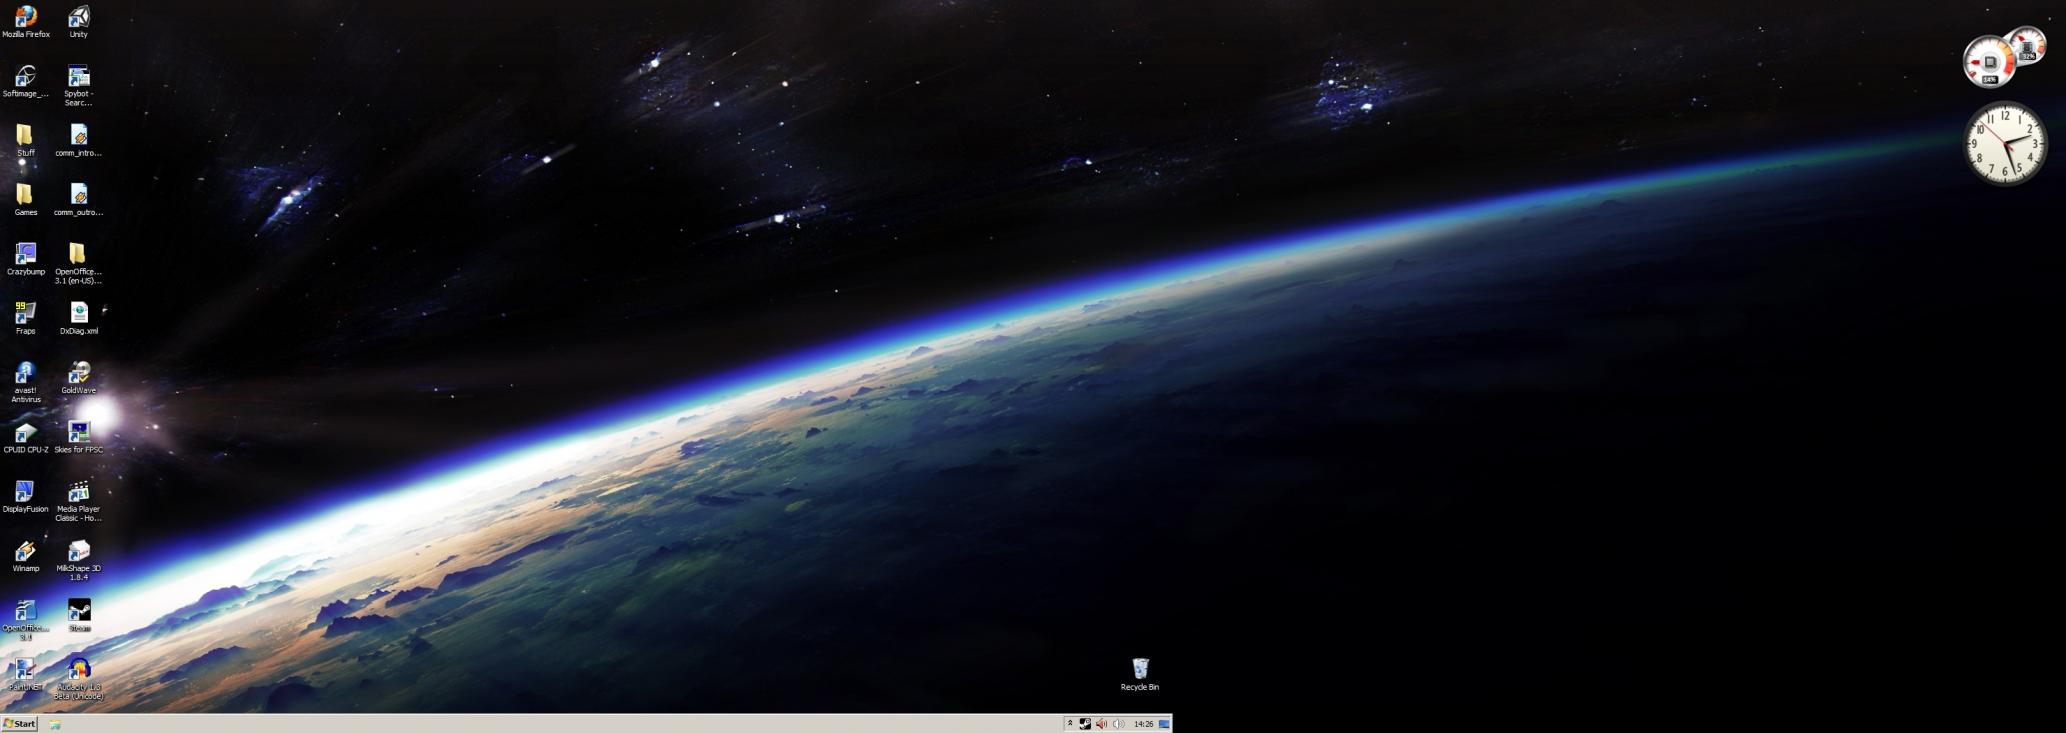 Mozilla Firefox
Unity
Softimage_...
Spybot -
Searc...
Stuff
comm_intro...
Games
comm_outro...
Crazybump
OpenOffice...
3.1 (en-US)...
99
Fraps
DxDiag.xml
avast!
Antivirus
GoldWave
CPUID CPU-Z
Skies for FPSC
DisplayFusion
Media Player
Classic - Ho...
Winamp
MilkShape 3D
1.8.4
OpenOffice...
3.1
Steam
Paint.NET
Audacity 1.3
Beta (Unicode)
Recycle Bin
Start
14:26
14%
32%
12
1
2
3
4
5
6
7
8
9
10
11